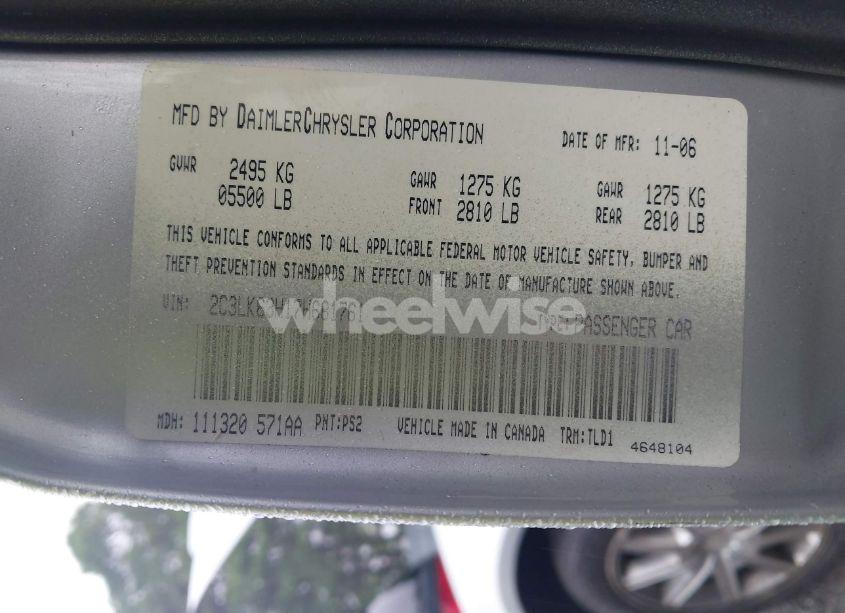 MFD BY DAIMLERCHRYSLER CORPORATION DATE OF MFR: 11-06
GVWR 2495 KG GAWR 1275 KG GAWR 1275 KG
05500 LB FRONT 2810 LB REAR 2810 LB
THIS VEHICLE CONFORMS TO ALL APPLICABLE FEDERAL MOTOR VEHICLE SAFETY, BUMPER AND
THEFT PREVENTION STANDARDS IN EFFECT ON THE DATE OF MANUFACTURE SHOWN ABOVE.
VIN: PASSENGER CAR
wheelwise
MDH: 111320 571AA PNT:PS2 VEHICLE MADE IN CANADA TRM:TLD1 4648104